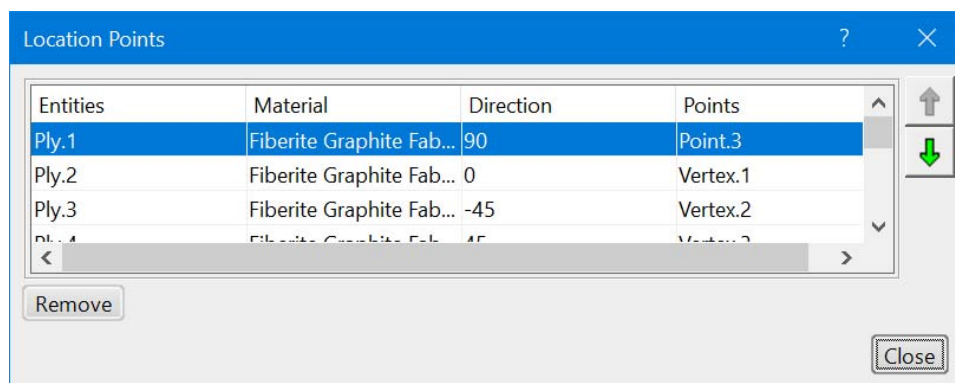 Location Points ?
Entities Material Direction Points
Ply.1 Fiberite Graphite Fab... 90 Point.3
Ply.2 Fiberite Graphite Fab... 0 Vertex.1
Ply.3 Fiberite Graphite Fab... -45 Vertex.2
Remove
Close